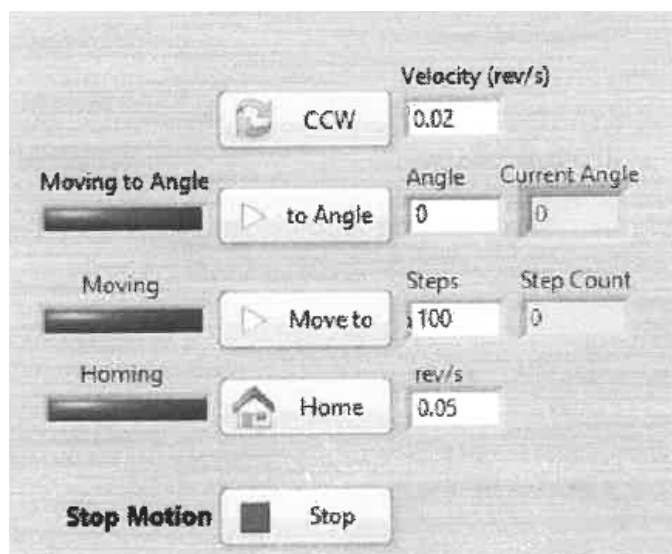 Velocity (rev/s)
CCW 0.02
Moving to Angle Angle Current Angle
to Angle 0 0
Moving Steps Step Count
Move to 100 0
Homing rev/s
Home 0.05
Stop Motion Stop